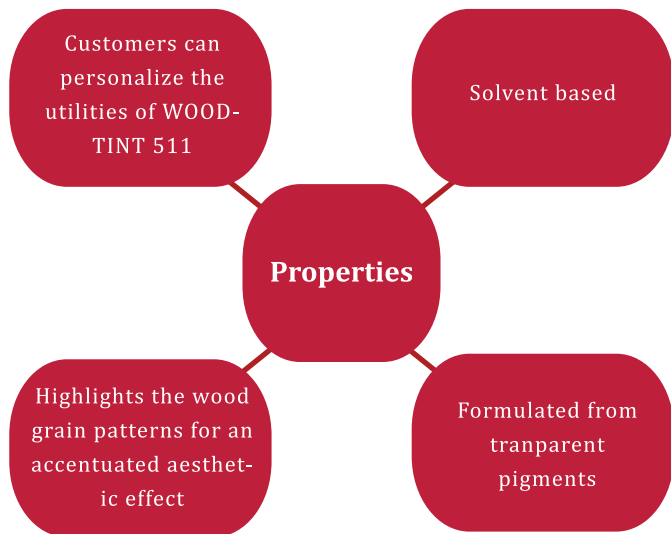 Customers can
personalize the
utilities of WOOD-
TINT 511
Solvent based
Properties
Highlights the wood
grain patterns for an
accentuated aesthet-
ic effect
Formulated from
tranparent
pigments